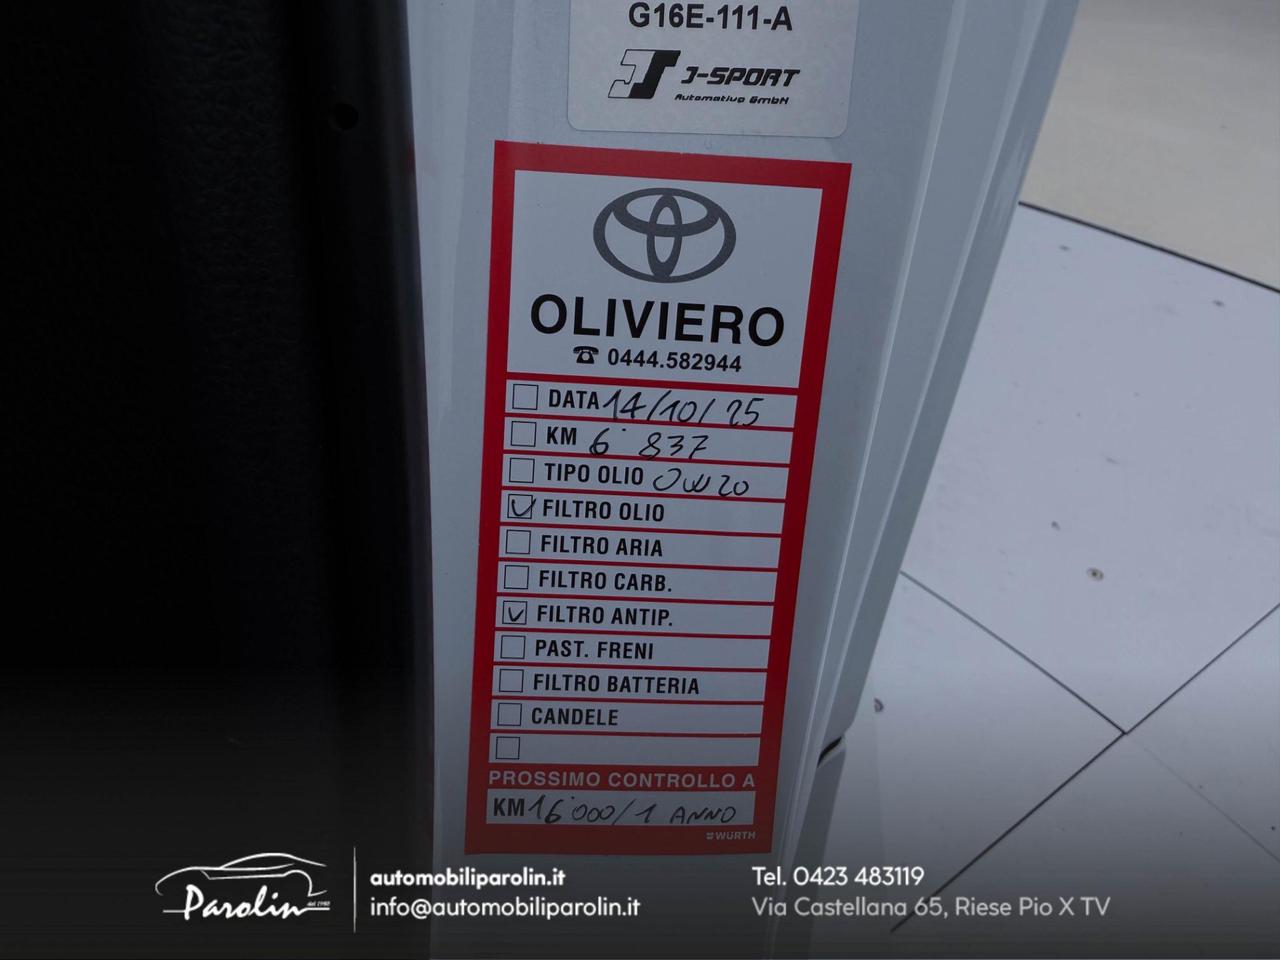 G16E-111-A
J-SPORT
Automotive GmbH
OLIVIERO
☎ 0444.582944
DATA 14/10/25
KM 6˙837
TIPO OLIO 0W20
FILTRO OLIO
FILTRO ARIA
FILTRO CARB.
FILTRO ANTIP.
PAST. FRENI
FILTRO BATTERIA
CANDELE
PROSSIMO CONTROLLO A
KM 16˙000/1 ANNO
WÜRTH
Parolin
dal 1980
automobiliparolin.it
info@automobiliparolin.it
Tel. 0423 483119
Via Castellana 65, Riese Pio X TV